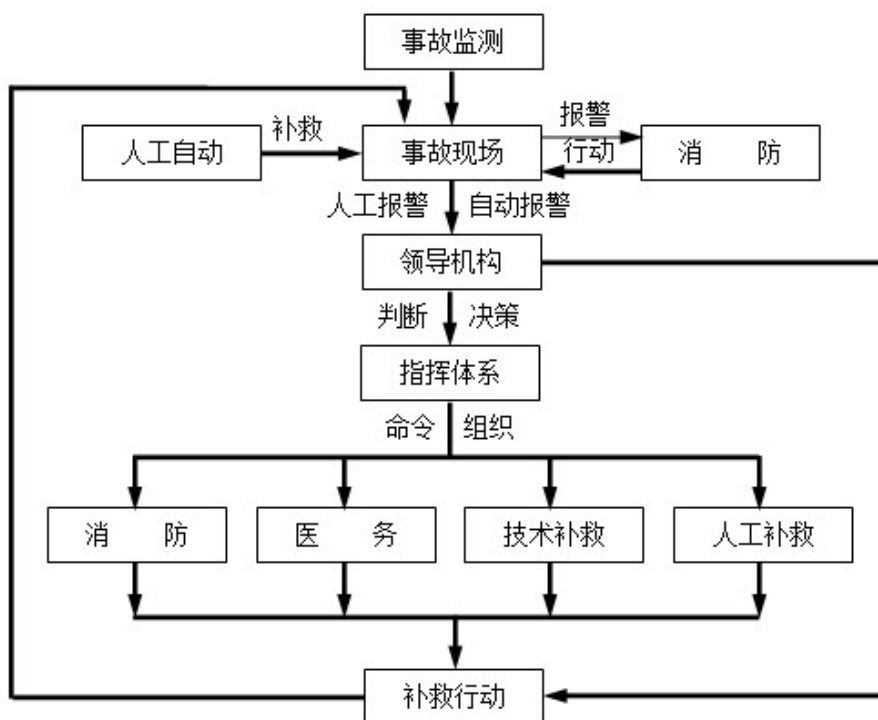 事故监测
人工自动
补救
事故现场
报警
行动
消 防
人工报警 自动报警
领导机构
判断 决策
指挥体系
命令 组织
消 防
医 务
技术补救
人工补救
补救行动